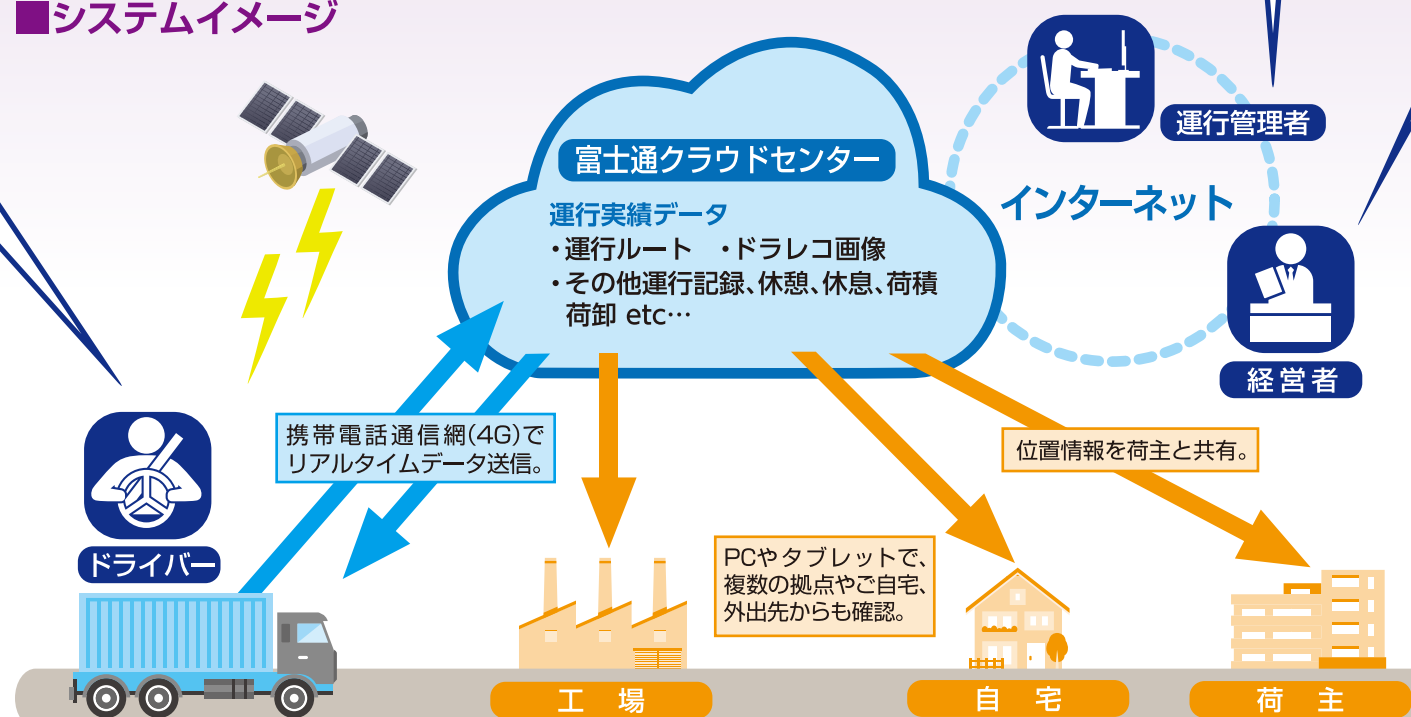 ■システムイメージ
富士通クラウドセンター
運行実績データ
・運行ルート ・ドラレコ画像
・その他運行記録、休憩、休息、荷積
荷卸 etc…
運行管理者
インターネット
経営者
携帯電話通信網(4G)で
リアルタイムデータ送信。
位置情報を荷主と共有。
PCやタブレットで、
複数の拠点やご自宅、
外出先からも確認。
ドライバー
工場
自宅
荷主